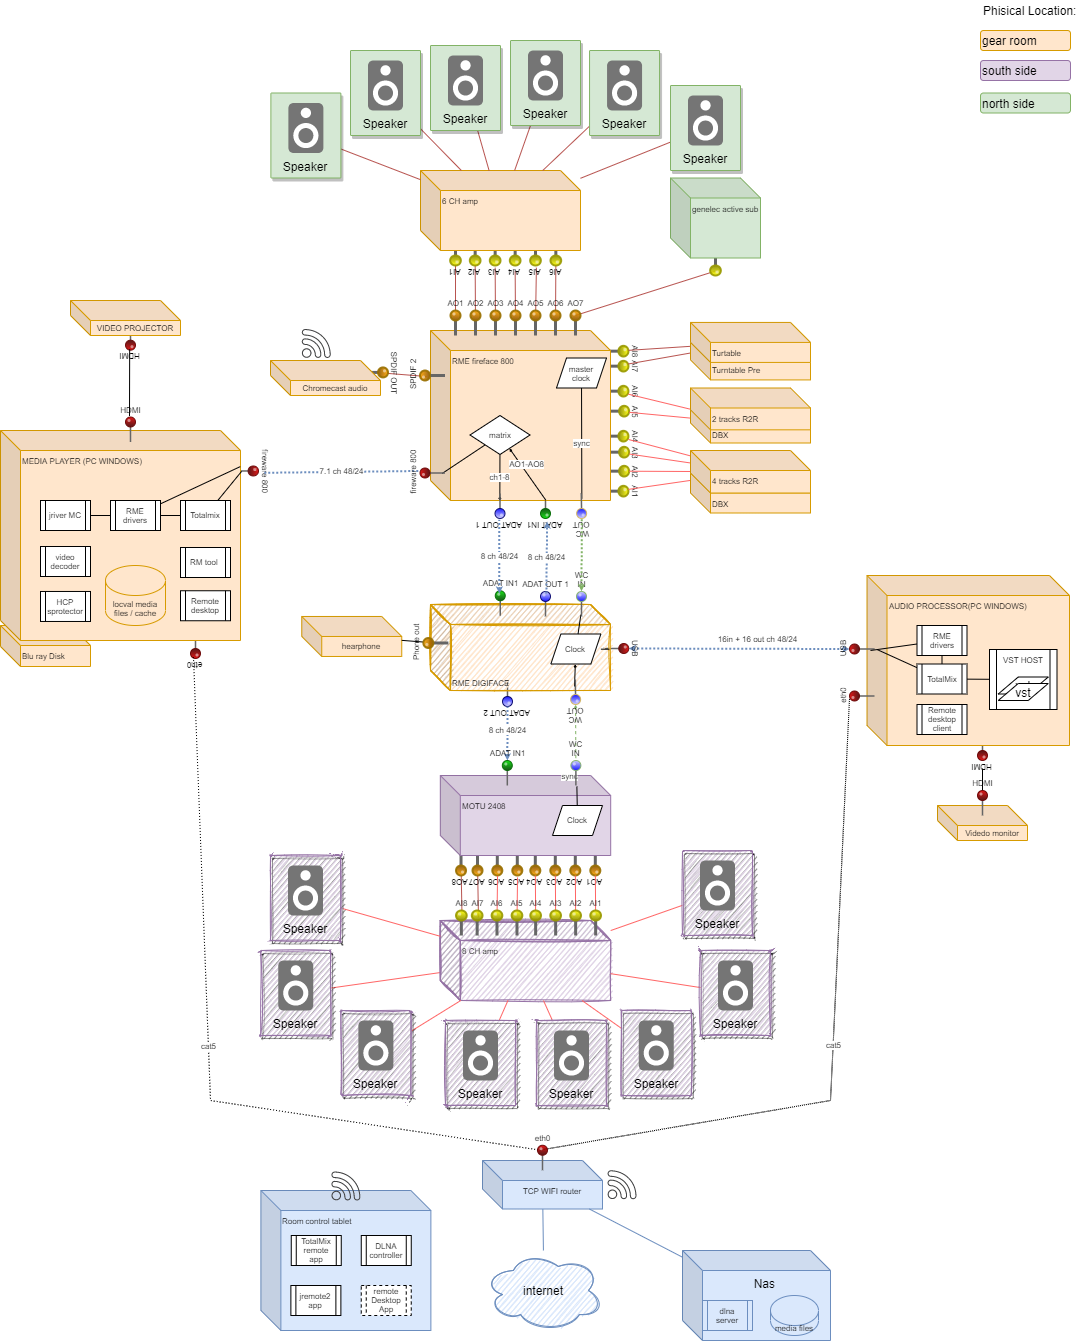 Phisical Location:
gear room
south side
north side
Speaker
Speaker
Speaker
Speaker
Speaker
Speaker
6 CH amp
genelec active sub
AI1
AI2
AI3
AI4
AI5
AI6
AO1
AO2
AO3
AO4
AO5
AO6
AO7
VIDEO PROJECTOR
HDMI
HDMI
Chromecast audio
SPDIF OUT
SPDIF 2
RME fireface 800
master
clock
matrix
sync
AO1-AO8
ch1-8
AI8
AI7
AI6
AI5
AI4
AI3
AI2
AI1
Turtable
Turntable Pre
2 tracks R2R
DBX
4 tracks R2R
DBX
MEDIA PLAYER (PC WINDOWS)
fireware 800
7.1 ch 48/24
fireware 800
jriver MC
RME
drivers
Totalmix
video
decoder
RM tool
HCP
sprotector
locval media
files / cache
Remote
desktop
Blu ray Disk
eth0
ADAT OUT 1
ADAT IN1
WC
OUT
8 ch 48/24
8 ch 48/24
ADAT IN1
ADAT OUT 1
WC
IN
hearphone
Phone out
Clock
RME DIGIFACE
USB
16in + 16 out ch 48/24
USB
eth0
AUDIO PROCESSOR(PC WINDOWS)
RME
drivers
TotalMix
VST HOST
vst
Remote
desktop
client
HDMI
HDMI
Videdo monitor
ADAT OUT 2
WC
OUT
8 ch 48/24
ADAT IN1
WC
IN
sync
MOTU 2408
Clock
AO8
AO7
AO6
AO5
AO4
AO3
AO2
AO1
AI8
AI7
AI6
AI5
AI4
AI3
AI2
AI1
8 CH amp
Speaker
Speaker
Speaker
Speaker
Speaker
Speaker
Speaker
Speaker
cat5
cat5
eth0
TCP WIFI router
Room control tablet
TotalMix
remote
app
DLNA
controller
jremote2
app
remote
Desktop
App
internet
Nas
dlna
server
media files